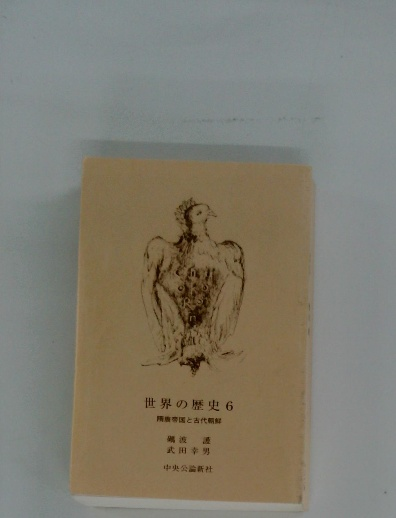 世界の歴史 6
隋唐帝国と古代朝鮮
礪波 護
武田幸男
中央公論新社